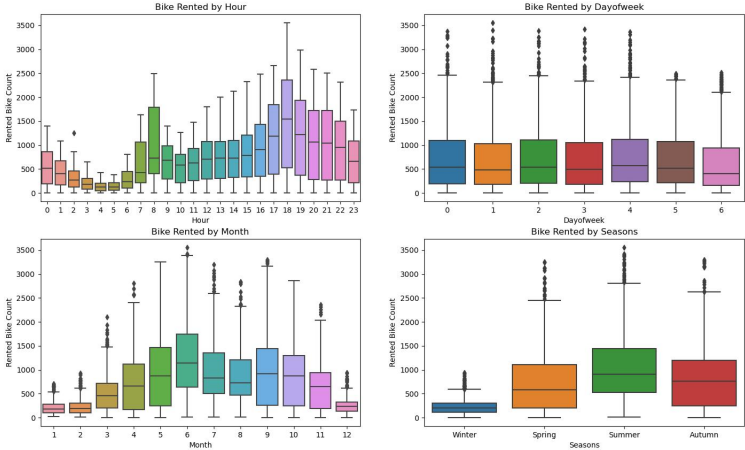 Bike Rented by Hour
Rented Bike Count
3500
3000
2500
2000
1500
1000
500
0
0 1 2 3 4 5 6 7 8 9 10 11 12 13 14 15 16 17 18 19 20 21 22 23
Hour
Bike Rented by Dayofweek
Rented Bike Count
3500
3000
2500
2000
1500
1000
500
0
0 1 2 3 4 5 6
Dayofweek
Bike Rented by Month
Rented Bike Count
3500
3000
2500
2000
1500
1000
500
0
1 2 3 4 5 6 7 8 9 10 11 12
Month
Bike Rented by Seasons
Rented Bike Count
3500
3000
2500
2000
1500
1000
500
0
Winter Spring Summer Autumn
Seasons